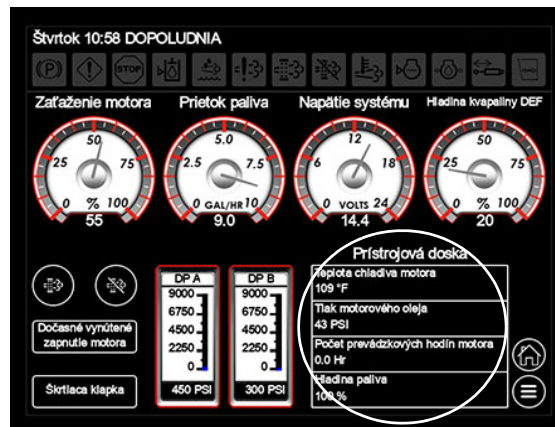 Štvrtok 10:58 DOPOLUDNIA
(P) STOP
Zaťaženie motora Prietok paliva Napätie systému Hladina kvapaliny DEF
50 5.0 12 50
25 75 2.5 7.5 6 18 25 75
0 % 100 0 GAL/HR 10 0 VOLTS 24 0 % 100
55 9.0 14.4 20
Prístrojová doska
DP A DP B
9000 9000
6750 6750
4500 4500
2250 2250
0 0
450 PSI 300 PSI
Teplota chladiva motora
109 °F
Tlak motorového oleja
43 PSI
Počet prevádzkových hodín motora
0.0 Hr
Hladina paliva
100 %
Dočasné vynútené
zapnutie motora
Škrtiaca klapka